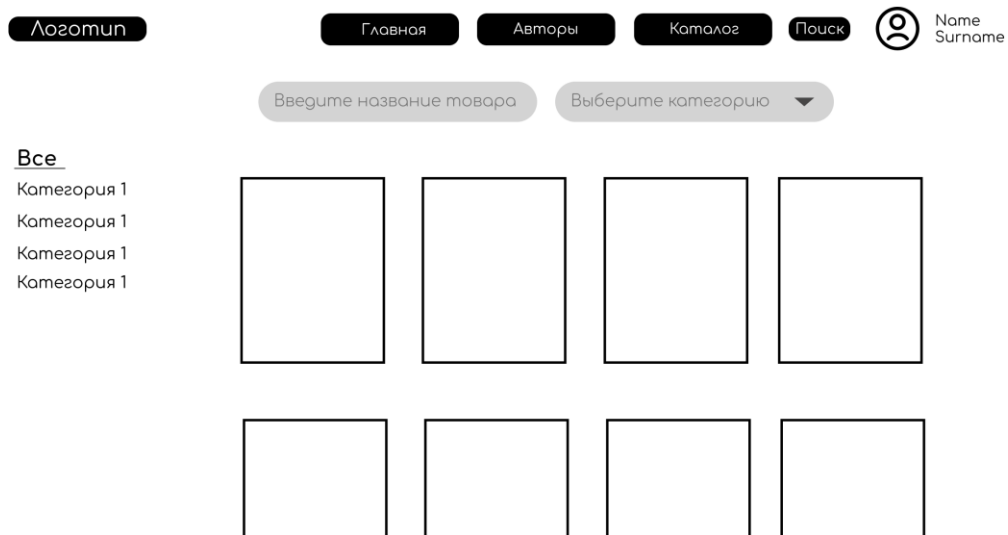 Логотип
Главная
Авторы
Каталог
Поиск
Name
Surname
Введите название товара
Выберите категорию
Все
Категория 1
Категория 1
Категория 1
Категория 1